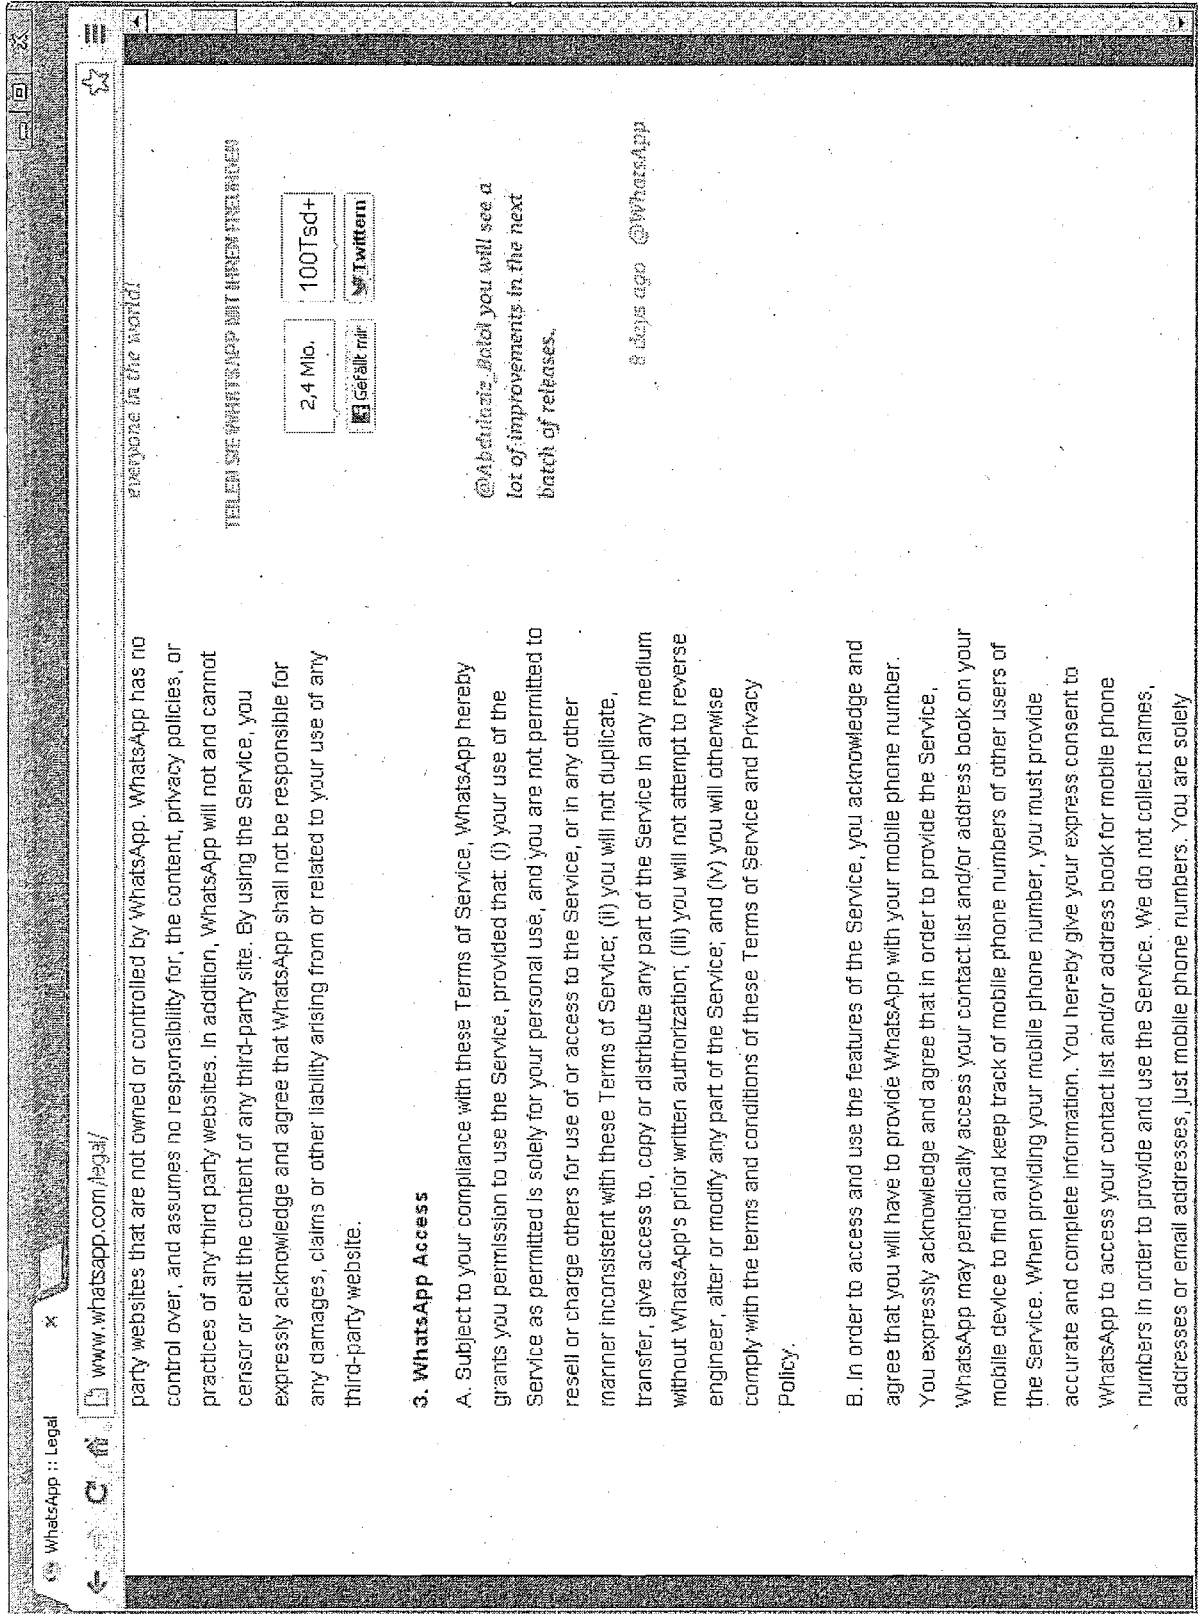 WhatsApp :: Legal
www.whatsapp.com/legal/
party websites that are not owned or controlled by WhatsApp. WhatsApp has no
control over, and assumes no responsibility for, the content, privacy policies, or
practices of any third party websites. In addition, WhatsApp will not and cannot
censor or edit the content of any third-party site. By using the Service, you
expressly acknowledge and agree that WhatsApp shall not be responsible for
any damages, claims or other liability arising from or related to your use of any
third-party website.
3. WhatsApp Access
A. Subject to your compliance with these Terms of Service, WhatsApp hereby
grants you permission to use the Service, provided that: (i) your use of the
Service as permitted is solely for your personal use, and you are not permitted to
resell or charge others for use of or access to the Service, or in any other
manner inconsistent with these Terms of Service; (ii) you will not duplicate,
transfer, give access to, copy or distribute any part of the Service in any medium
without WhatsApp's prior written authorization; (iii) you will not attempt to reverse
engineer, alter or modify any part of the Service; and (iv) you will otherwise
comply with the terms and conditions of these Terms of Service and Privacy
Policy.
B. In order to access and use the features of the Service, you acknowledge and
agree that you will have to provide WhatsApp with your mobile phone number.
You expressly acknowledge and agree that in order to provide the Service,
WhatsApp may periodically access your contact list and/or address book on your
mobile device to find and keep track of mobile phone numbers of other users of
the Service. When providing your mobile phone number, you must provide
accurate and complete information. You hereby give your express consent to
WhatsApp to access your contact list and/or address book for mobile phone
numbers in order to provide and use the Service. We do not collect names,
addresses or email addresses, just mobile phone numbers. You are solely
everyone in the world!
TEILEN SIE WHATSAPP MIT IHREN FREUNDEN
2,4 Mio.
100Tsd+
Gefällt mir
Twittern
you will see a
lot of improvements in the next
batch of releases.
8 days ago @WhatsApp